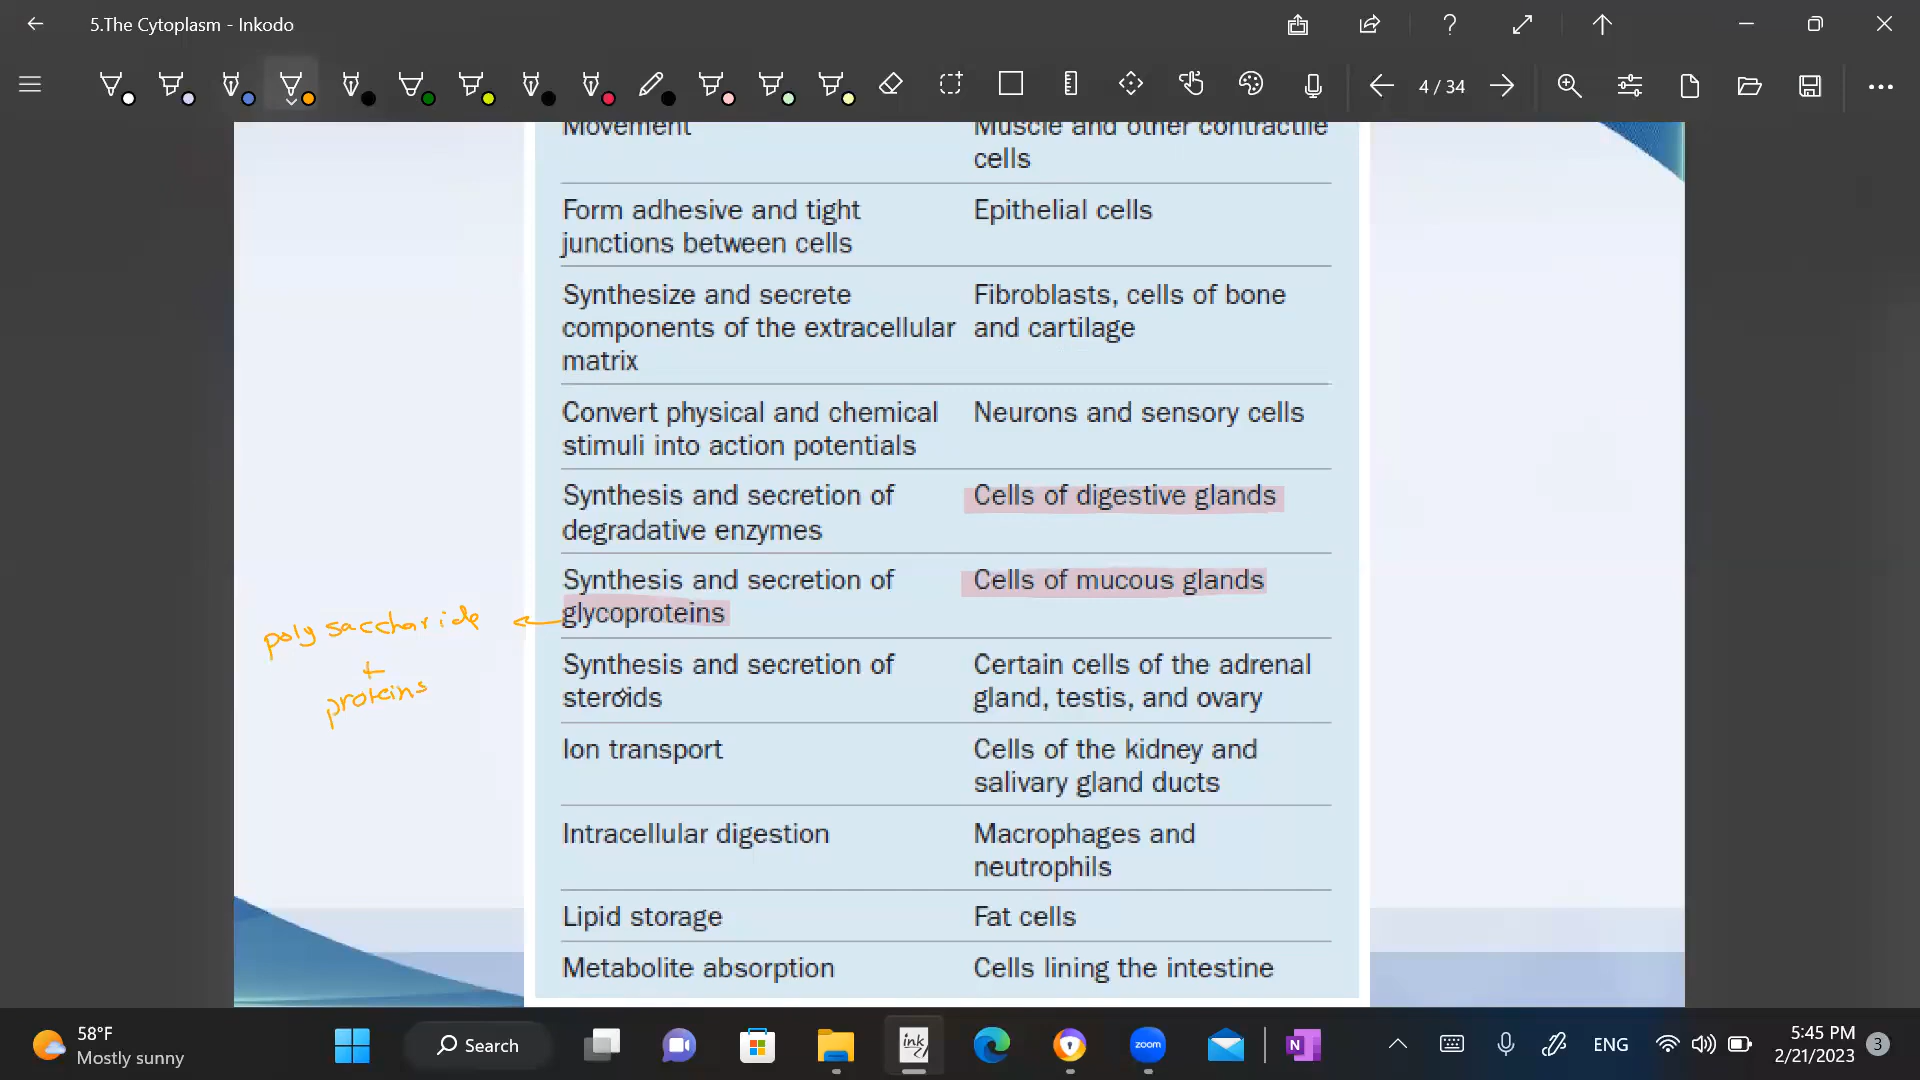 5.The Cytoplasm - Inkodo
4 / 34
Movement
Muscle and other contractile
cells
Form adhesive and tight
junctions between cells
Epithelial cells
Synthesize and secrete
components of the extracellular
matrix
Fibroblasts, cells of bone
and cartilage
Convert physical and chemical
stimuli into action potentials
Neurons and sensory cells
Synthesis and secretion of
degradative enzymes
Cells of digestive glands
Synthesis and secretion of
glycoproteins
Cells of mucous glands
poly saccharide
+
proteins
Synthesis and secretion of
steroids
Certain cells of the adrenal
gland, testis, and ovary
Ion transport
Cells of the kidney and
salivary gland ducts
Intracellular digestion
Macrophages and
neutrophils
Lipid storage
Fat cells
Metabolite absorption
Cells lining the intestine
58°F
Mostly sunny
Search
ink
zoom
N
ENG
5:45 PM
2/21/2023
3